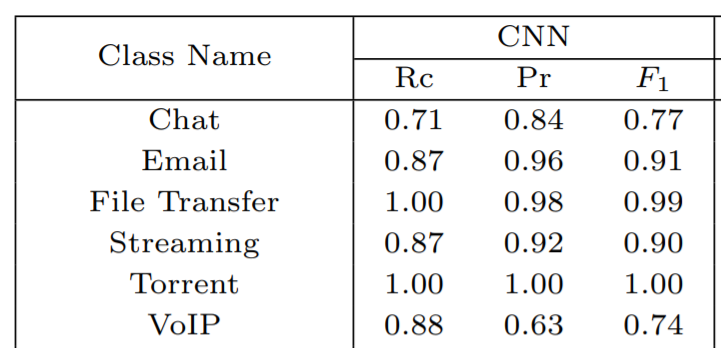 Class Name CNN
Rc Pr F1
Chat 0.71 0.84 0.77
Email 0.87 0.96 0.91
File Transfer 1.00 0.98 0.99
Streaming 0.87 0.92 0.90
Torrent 1.00 1.00 1.00
VoIP 0.88 0.63 0.74